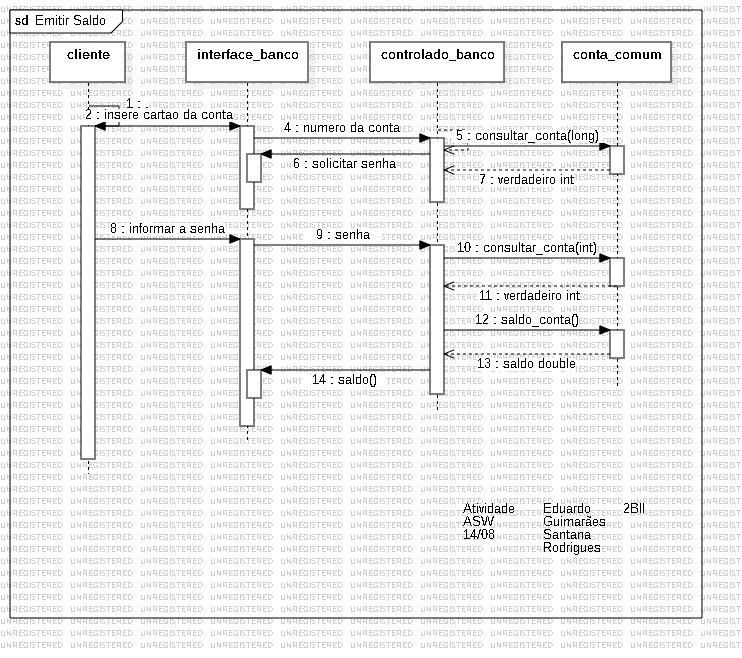 sd Emitir Saldo
cliente
interface_banco
controlado_banco
conta_comum
1 : .
2 : insere cartao da conta
4 : numero da conta
5 : consultar_conta(long)
6 : solicitar senha
7 : verdadeiro int
8 : informar a senha
9 : senha
10 : consultar_conta(int)
11 : verdadeiro int
12 : saldo_conta()
13 : saldo double
14 : saldo()
Atividade
ASW
14/08
Eduardo
Guimarães
Santana
Rodrigues
2BII
UNREGISTERED